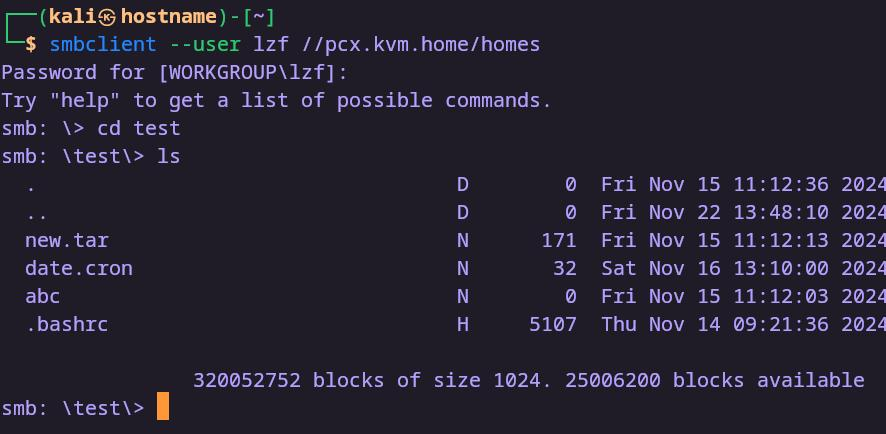 ┌──(kali㉿hostname)-[~]
└─$ smbclient --user lzf //pcx.kvm.home/homes
Password for [WORKGROUP\lzf]:
Try "help" to get a list of possible commands.
smb: \> cd test
smb: \test\> ls
  .                                   D        0  Fri Nov 15 11:12:36 2024
  ..                                  D        0  Fri Nov 22 13:48:10 2024
  new.tar                             N      171  Fri Nov 15 11:12:13 2024
  date.cron                           N       32  Sat Nov 16 13:10:00 2024
  abc                                 N        0  Fri Nov 15 11:12:03 2024
  .bashrc                             H     5107  Thu Nov 14 09:21:36 2024
                320052752 blocks of size 1024. 25006200 blocks available
smb: \test\>